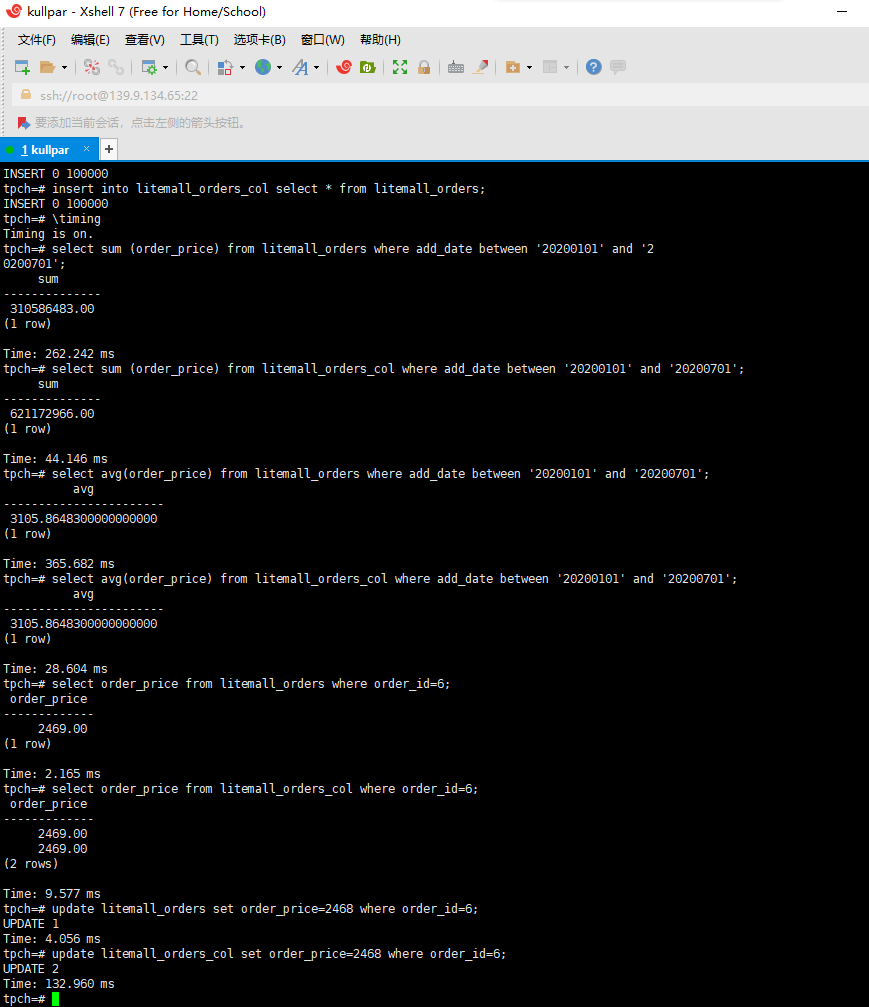 kullpar - Xshell 7 (Free for Home/School)
文件(F) 编辑(E) 查看(V) 工具(T) 选项卡(B) 窗口(W) 帮助(H)
ssh://root@139.9.134.65:22
要添加当前会话，点击左侧的箭头按钮。
1 kullpar × +
INSERT 0 100000
tpch=# insert into litemall_orders_col select * from litemall_orders;
INSERT 0 100000
tpch=# \timing
Timing is on.
tpch=# select sum (order_price) from litemall_orders where add_date between '20200101' and '2
0200701';
sum
--------------
310586483.00
(1 row)
Time: 262.242 ms
tpch=# select sum (order_price) from litemall_orders_col where add_date between '20200101' and '20200701';
sum
--------------
621172966.00
(1 row)
Time: 44.146 ms
tpch=# select avg(order_price) from litemall_orders where add_date between '20200101' and '20200701';
avg
-----------------------
3105.8648300000000000
(1 row)
Time: 365.682 ms
tpch=# select avg(order_price) from litemall_orders_col where add_date between '20200101' and '20200701';
avg
-----------------------
3105.8648300000000000
(1 row)
Time: 28.604 ms
tpch=# select order_price from litemall_orders where order_id=6;
order_price
-------------
2469.00
(1 row)
Time: 2.165 ms
tpch=# select order_price from litemall_orders_col where order_id=6;
order_price
-------------
2469.00
2469.00
(2 rows)
Time: 9.577 ms
tpch=# update litemall_orders set order_price=2468 where order_id=6;
UPDATE 1
Time: 4.056 ms
tpch=# update litemall_orders_col set order_price=2468 where order_id=6;
UPDATE 2
Time: 132.960 ms
tpch=#